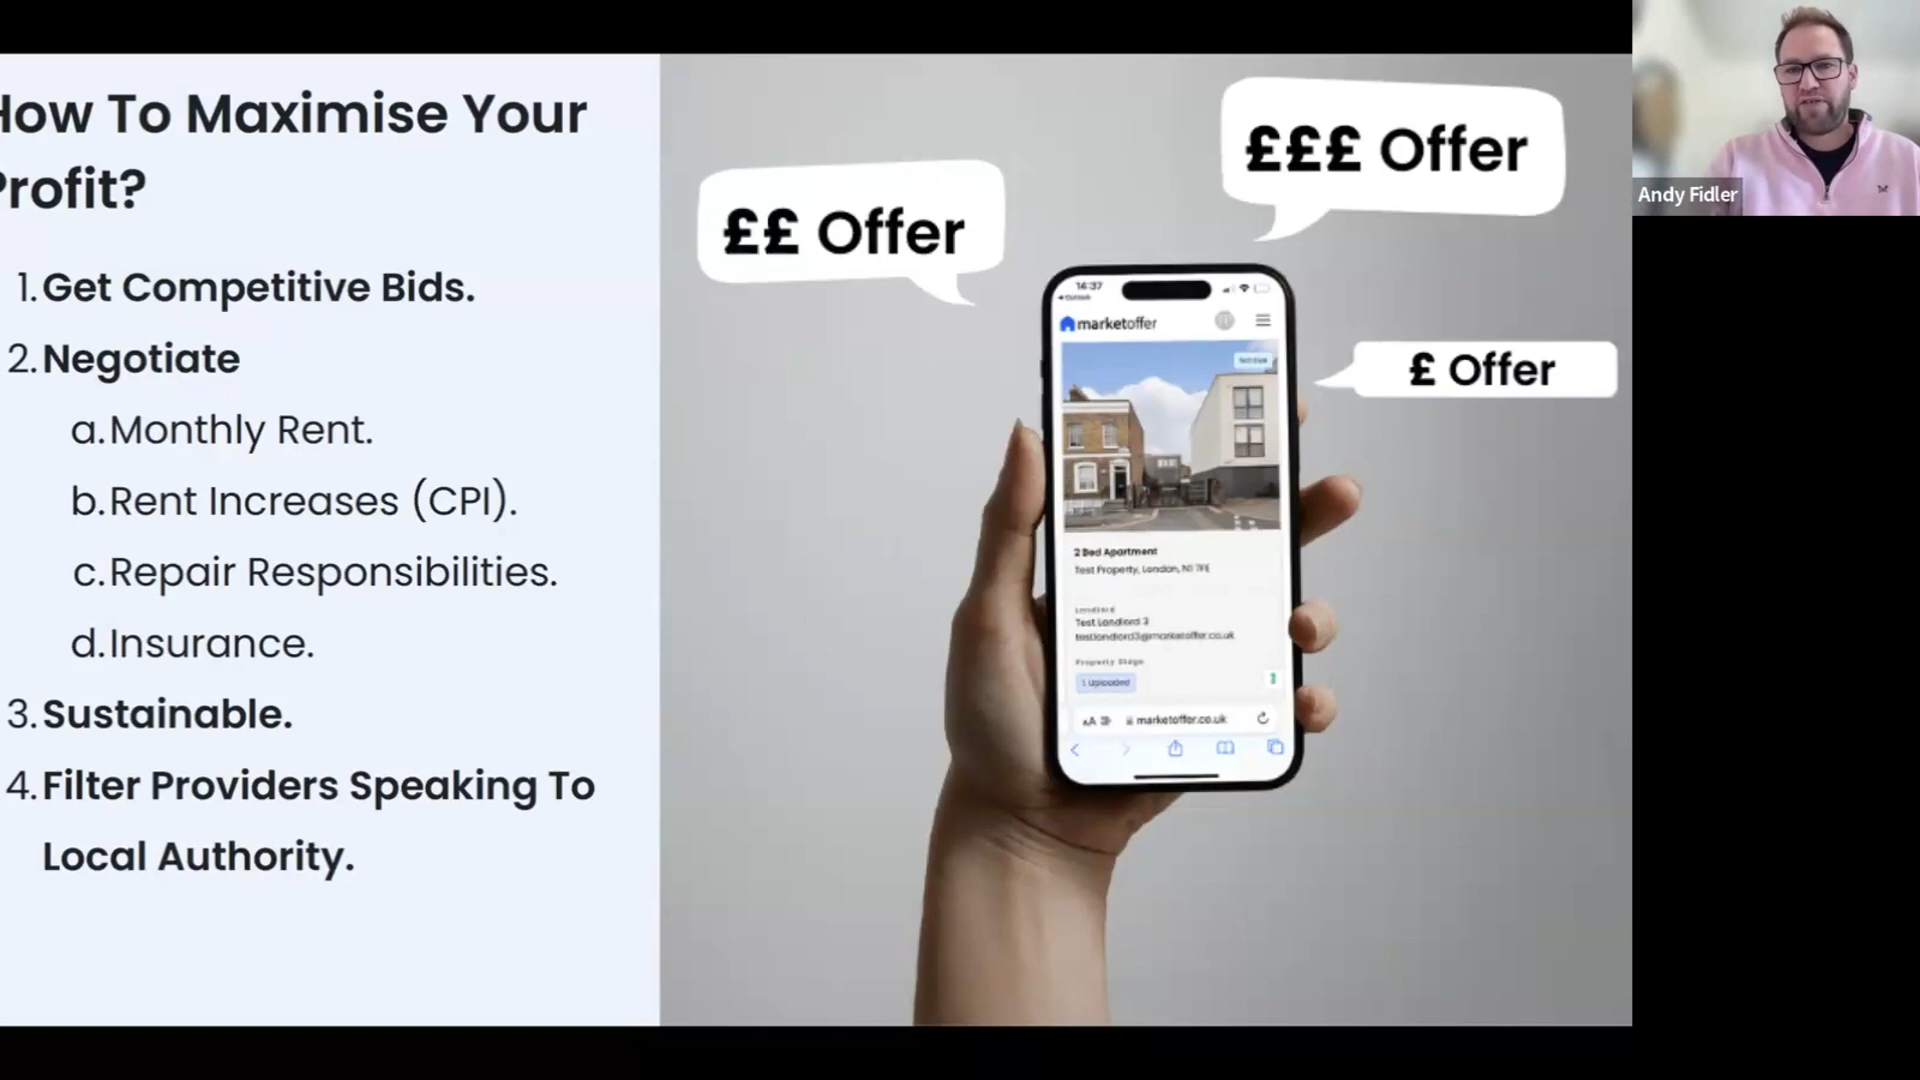 How To Maximise Your
Profit?
1. Get Competitive Bids.
2. Negotiate
a. Monthly Rent.
b. Rent Increases (CPI).
c. Repair Responsibilities.
d. Insurance.
3. Sustainable.
4. Filter Providers Speaking To
Local Authority.
££ Offer
£££ Offer
£ Offer
14:37
Outlook
marketoffer
2 Bed Apartment
Test Property, London, N1 7FE
Landlord
Test Landlord 3
testlandlord3@marketoffer.co.uk
Property Stage
1 Uploaded
AA
marketoffer.co.uk
Andy Fidler